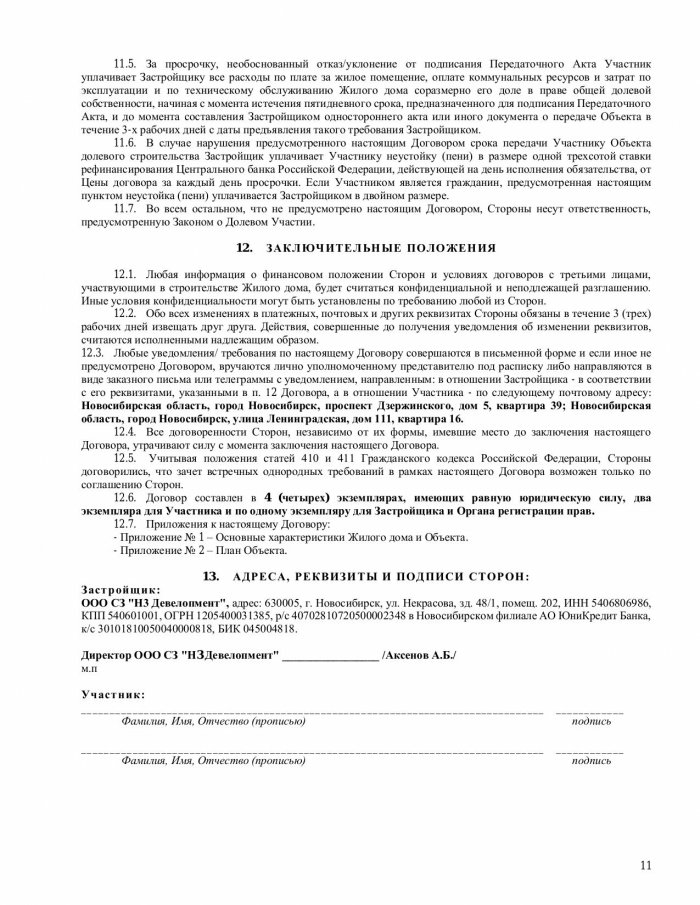 11.5. За просрочку, необоснованный отказ/уклонение от подписания Передаточного Акта Участник
уплачивает Застройщику все расходы по плате за жилое помещение, оплате коммунальных ресурсов и затрат по
эксплуатации и по техническому обслуживанию Жилого дома соразмерно его доле в праве общей долевой
собственности, начиная с момента истечения пятидневного срока, предназначенного для подписания Передаточного
Акта, и до момента составления Застройщиком одностороннего акта или иного документа о передаче Объекта в
течение 3-х рабочих дней с даты предъявления такого требования Застройщиком.
11.6. В случае нарушения предусмотренного настоящим Договором срока передачи Участнику Объекта
долевого строительства Застройщик уплачивает Участнику неустойку (пени) в размере одной трехсотой ставки
рефинансирования Центрального банка Российской Федерации, действующей на день исполнения обязательства, от
Цены договора за каждый день просрочки. Если Участником является гражданин, предусмотренная настоящим
пунктом неустойка (пени) уплачивается Застройщиком в двойном размере.
11.7. Во всем остальном, что не предусмотрено настоящим Договором, Стороны несут ответственность,
предусмотренную Законом о Долевом Участии.
12. ЗАКЛЮЧИТЕЛЬНЫЕ ПОЛОЖЕНИЯ
12.1. Любая информация о финансовом положении Сторон и условиях договоров с третьими лицами,
участвующими в строительстве Жилого дома, будет считаться конфиденциальной и неподлежащей разглашению.
Иные условия конфиденциальности могут быть установлены по требованию любой из Сторон.
12.2. Обо всех изменениях в платежных, почтовых и других реквизитах Стороны обязаны в течение 3 (трех)
рабочих дней извещать друг друга. Действия, совершенные до получения уведомления об изменении реквизитов,
считаются исполненными надлежащим образом.
12.3. Любые уведомления/ требования по настоящему Договору совершаются в письменной форме и если иное не
предусмотрено Договором, вручаются лично уполномоченному представителю под расписку либо направляются в
виде заказного письма или телеграммы с уведомлением, направленным: в отношении Застройщика - в соответствии
с его реквизитами, указанными в п. 12 Договора, а в отношении Участника - по следующему почтовому адресу:
Новосибирская область, город Новосибирск, проспект Дзержинского, дом 5, квартира 39; Новосибирская
область, город Новосибирск, улица Ленинградская, дом 111, квартира 16.
12.4. Все договоренности Сторон, независимо от их формы, имевшие место до заключения настоящего
Договора, утрачивают силу с момента заключения настоящего Договора.
12.5. Учитывая положения статей 410 и 411 Гражданского кодекса Российской Федерации, Стороны
договорились, что зачет встречных однородных требований в рамках настоящего Договора возможен только по
соглашению Сторон.
12.6. Договор составлен в 4 (четырех) экземплярах, имеющих равную юридическую силу, два
экземпляра для Участника и по одному экземпляру для Застройщика и Органа регистрации прав.
12.7. Приложения к настоящему Договору:
- Приложение № 1 – Основные характеристики Жилого дома и Объекта.
- Приложение № 2 – План Объекта.
13. АДРЕСА, РЕКВИЗИТЫ И ПОДПИСИ СТОРОН:
Застройщик:
ООО СЗ "НЗ Девелопмент", адрес: 630005, г. Новосибирск, ул. Некрасова, зд. 48/1, помещ. 202, ИНН 5406806986,
КПП 540601001, ОГРН 1205400031385, р/с 40702810720500002348 в Новосибирском филиале АО ЮниКредит Банка,
к/с 30101810050040000818, БИК 045004818.
Директор ООО СЗ "НЗДевелопмент" __________________ /Аксенов А.Б./
м.п
Участник:
Фамилия, Имя, Отчество (прописью) подпись
Фамилия, Имя, Отчество (прописью) подпись
11